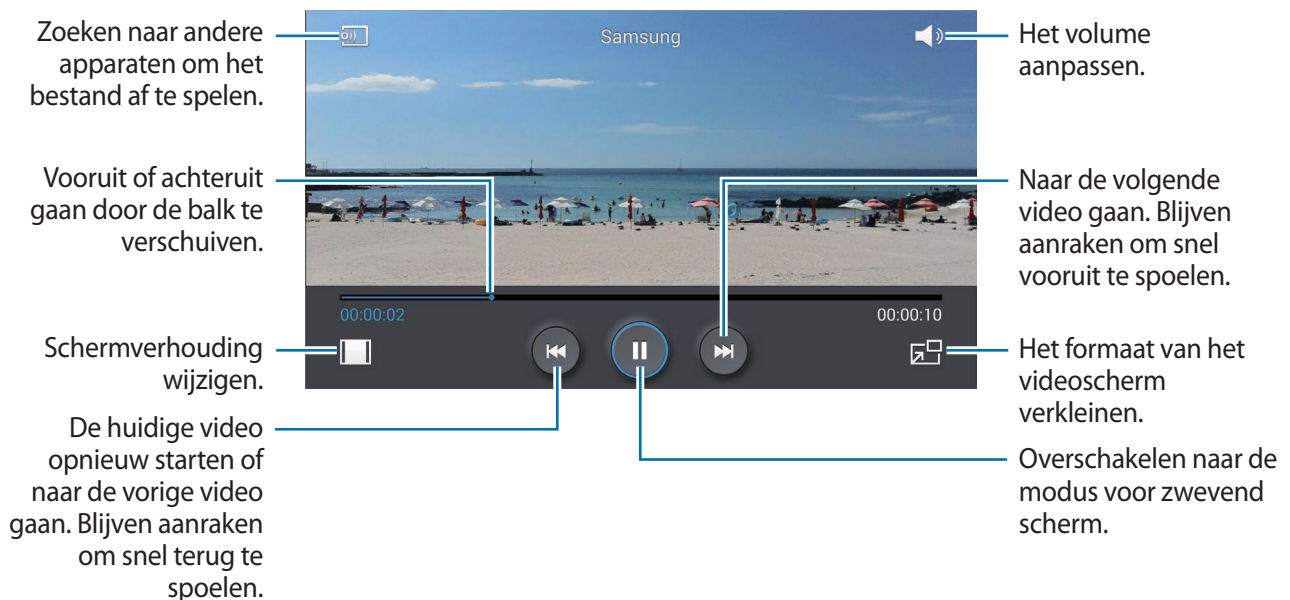 Zoeken naar andere
apparaten om het
bestand af te spelen.
Vooruit of achteruit
gaan door de balk te
verschuiven.
Schermverhouding
wijzigen.
De huidige video
opnieuw starten of
naar de vorige video
gaan. Blijven aanraken
om snel terug te
spoelen.
Samsung
00:00:02
00:00:10
Het volume
aanpassen.
Naar de volgende
video gaan. Blijven
aanraken om snel
vooruit te spoelen.
Het formaat van het
videoscherm
verkleinen.
Overschakelen naar de
modus voor zwevend
scherm.